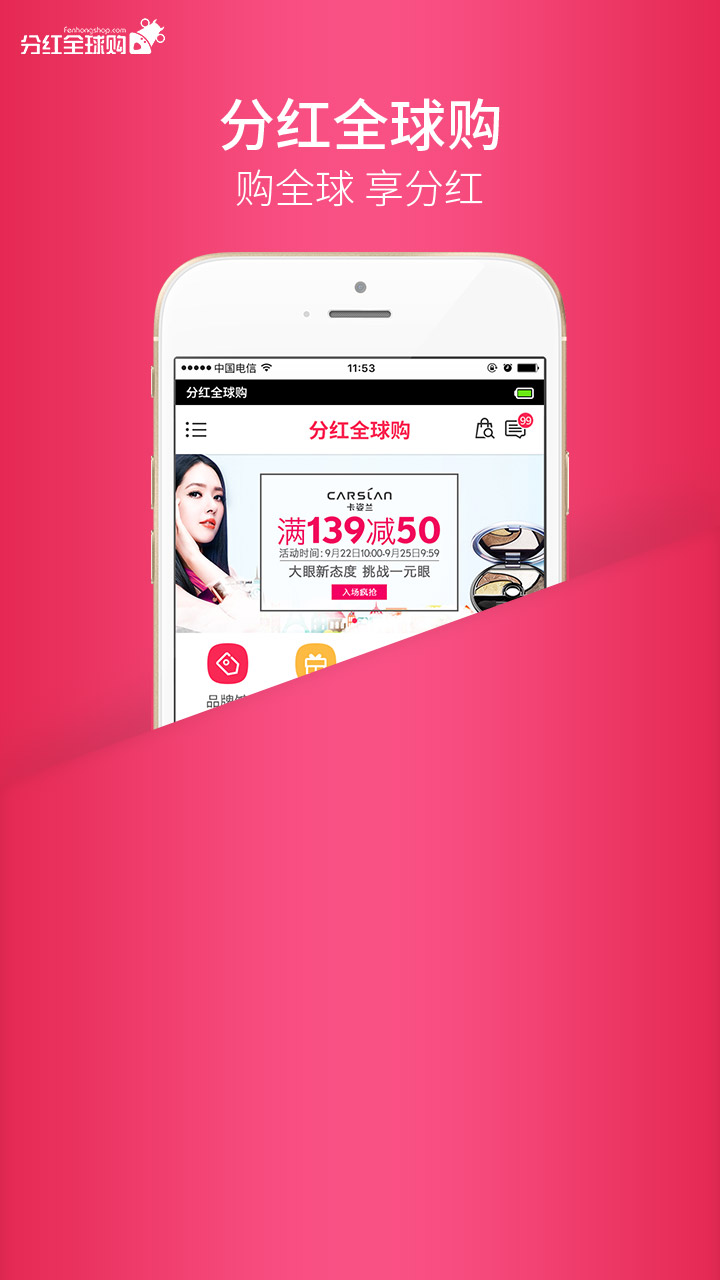 Fenhongshop.com
分红全球购
分红全球购
购全球 享分红
中国电信
11:53
分红全球购
分红全球购
99
CARSLAN
卡姿兰
满139减50
活动时间:9月22日10:00-9月25日9:59
大眼新态度 挑战一元眼
入场疯抢
品牌